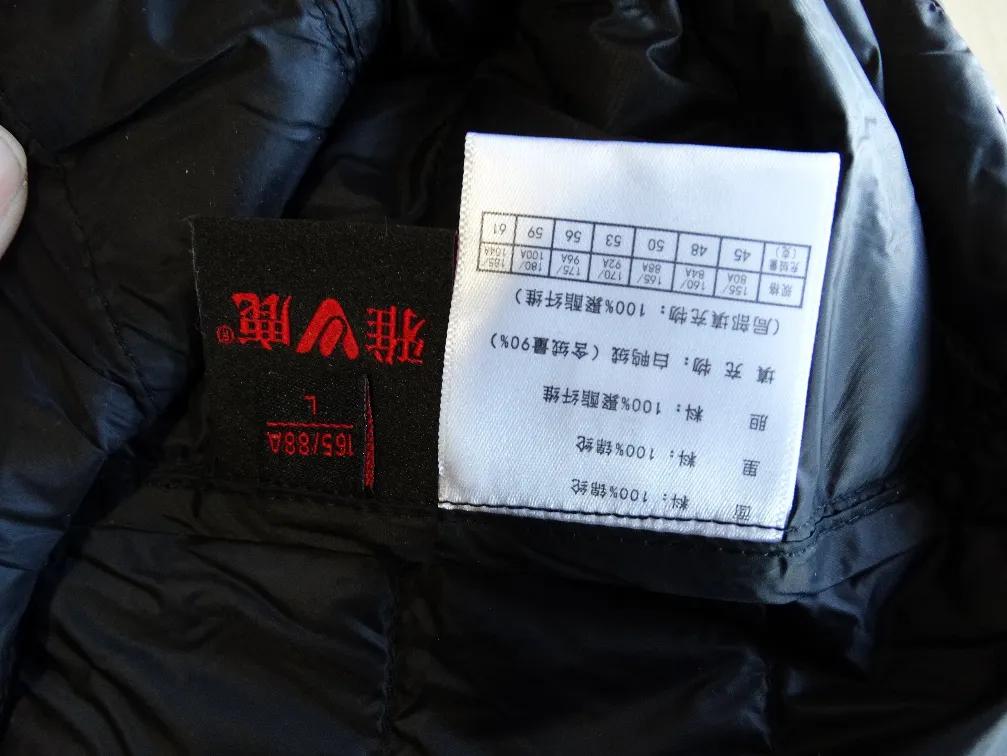 面 料：100%锦纶
里 料：100%锦纶
胆 料：100%聚酯纤维
填 充 物：白鸭绒（含绒量90%）
（局部填充物：100%聚酯纤维）
规格 155/80A 160/84A 165/88A 170/92A 175/96A 180/100A 185/104A
充绒量（克） 45 48 50 53 56 59 61
165/88A
L
雅鹿®